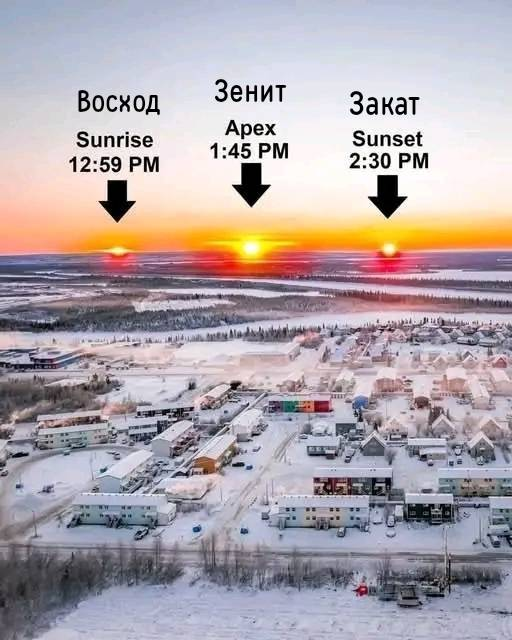 Восход
Sunrise
12:59 PM
Зенит
Apex
1:45 PM
Закат
Sunset
2:30 PM